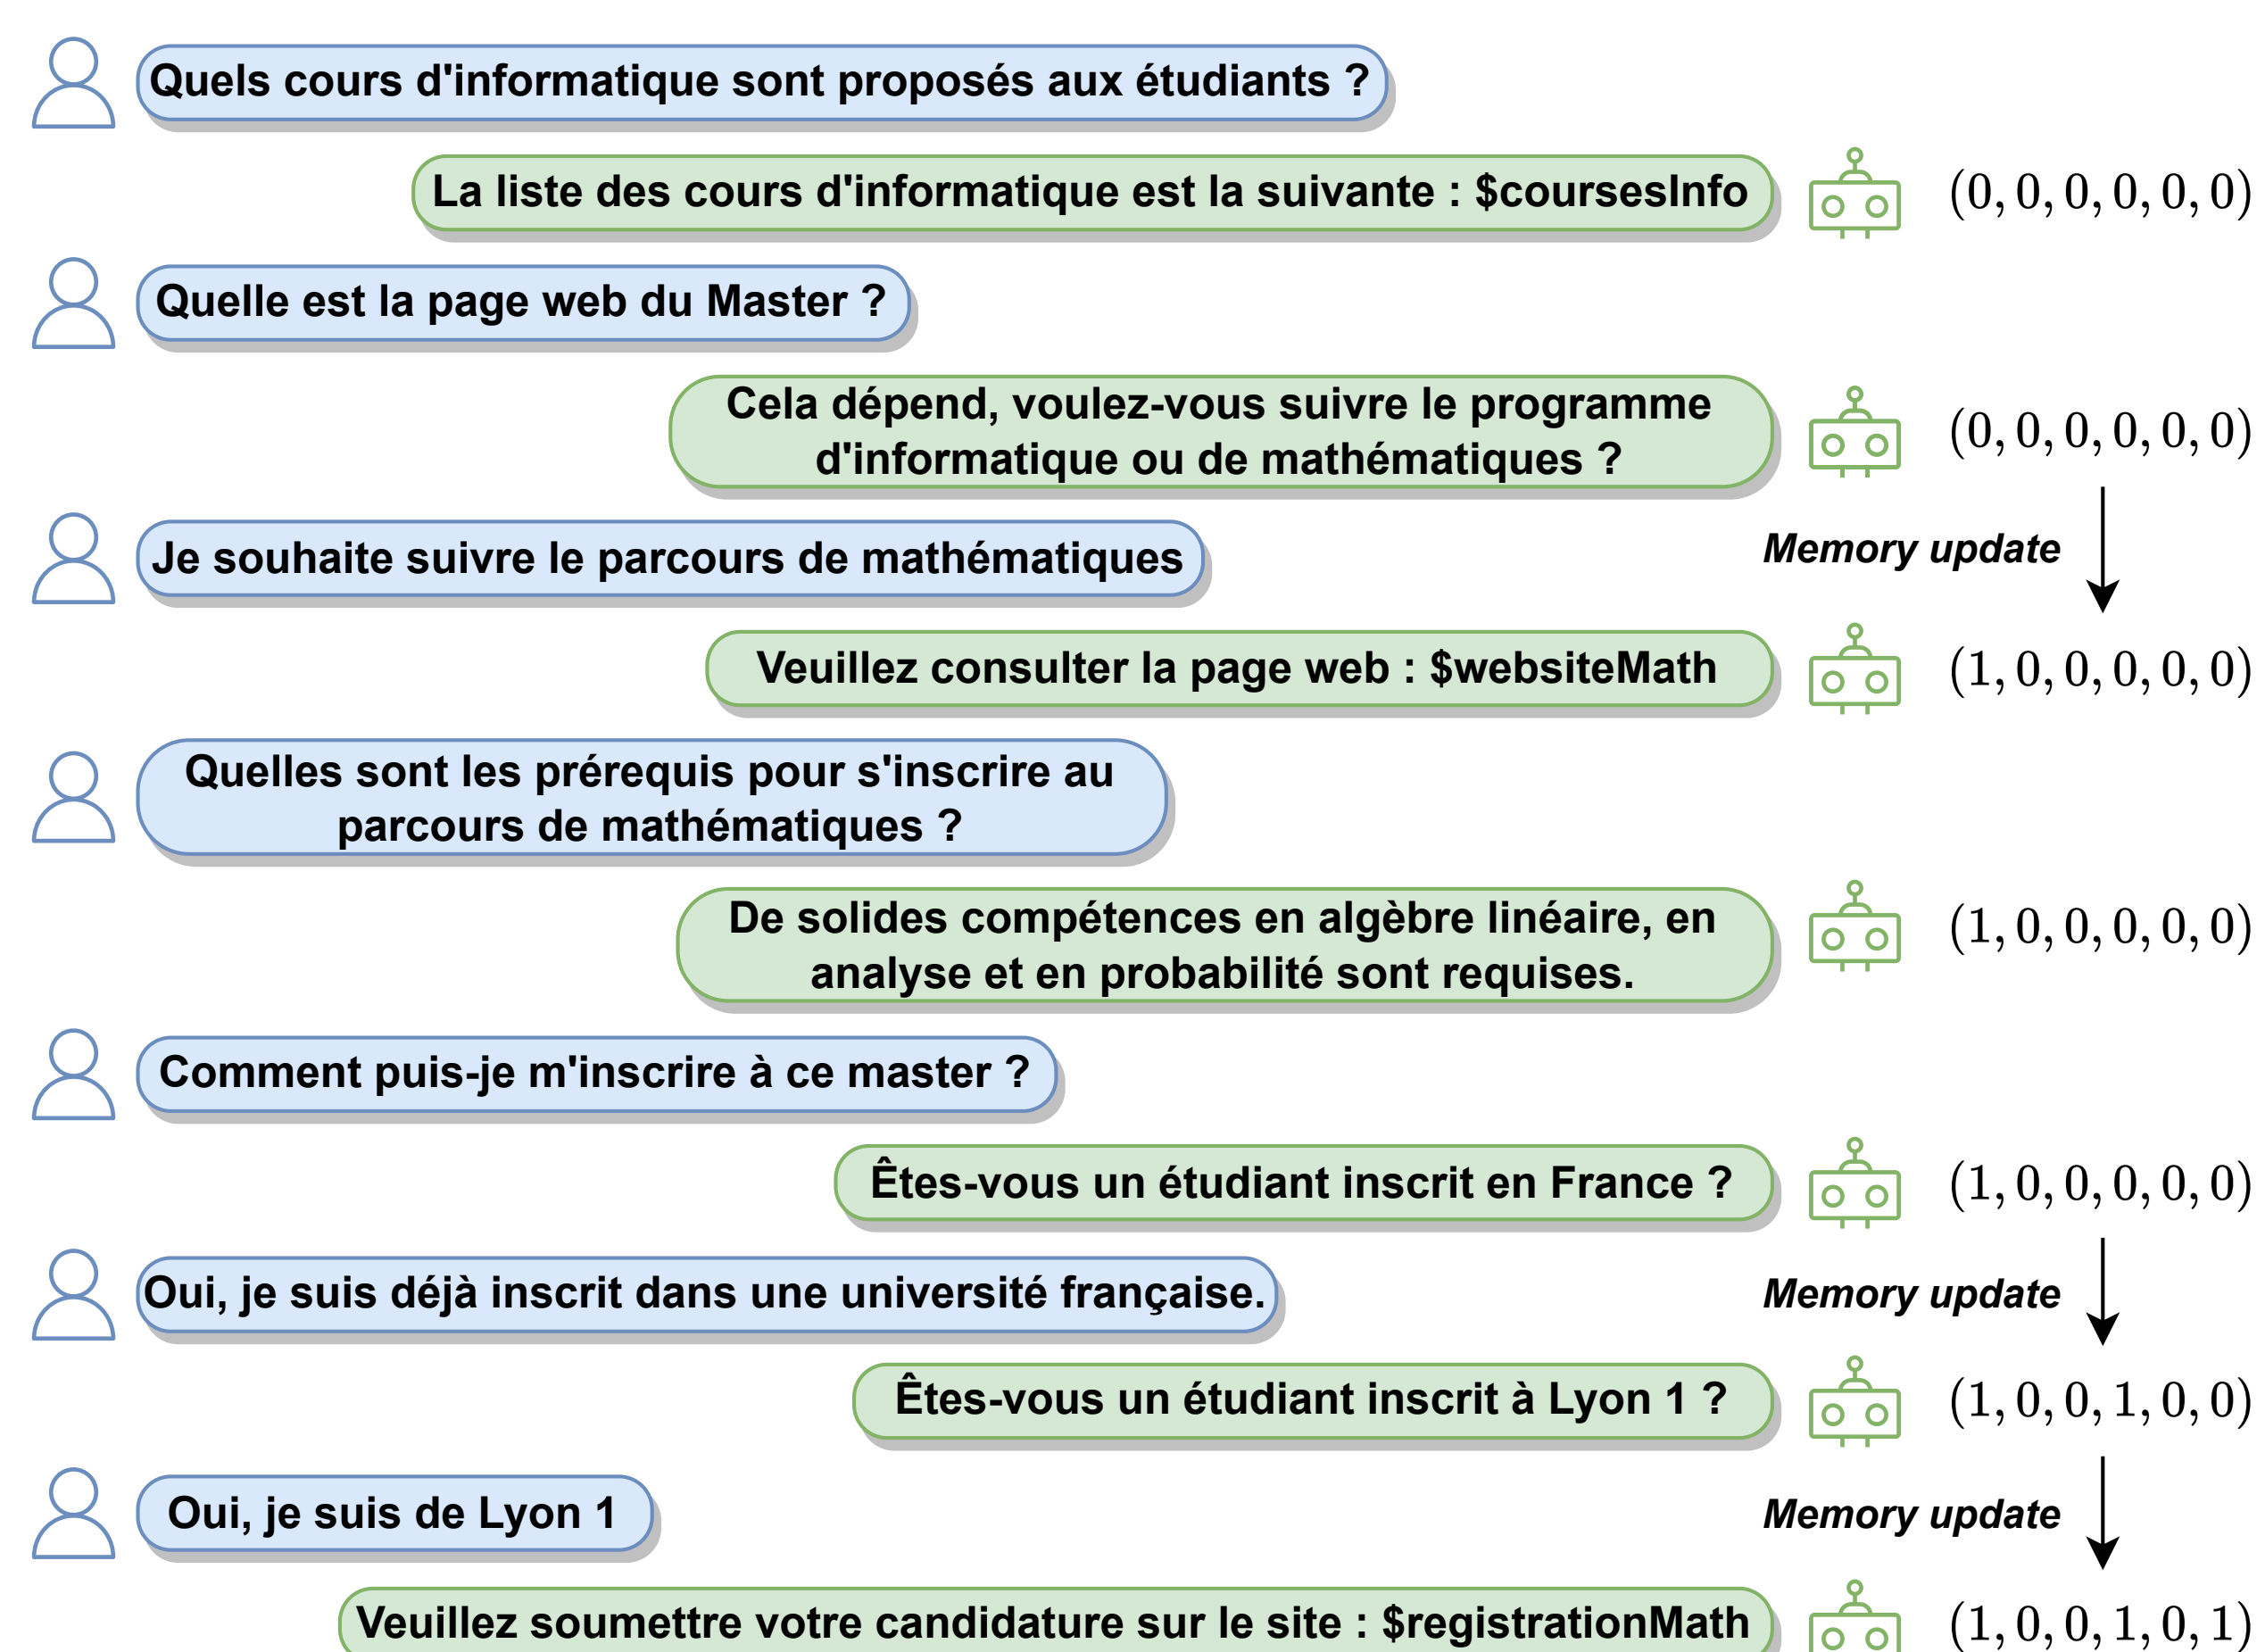 Quels cours d'informatique sont proposés aux étudiants ?
La liste des cours d'informatique est la suivante : $coursesInfo
(0, 0, 0, 0, 0, 0)
Quelle est la page web du Master ?
Cela dépend, voulez-vous suivre le programme
d'informatique ou de mathématiques ?
(0, 0, 0, 0, 0, 0)
Memory update
Je souhaite suivre le parcours de mathématiques
Veuillez consulter la page web : $websiteMath
(1, 0, 0, 0, 0, 0)
Quelles sont les prérequis pour s'inscrire au
parcours de mathématiques ?
De solides compétences en algèbre linéaire, en
analyse et en probabilité sont requises.
(1, 0, 0, 0, 0, 0)
Comment puis-je m'inscrire à ce master ?
Êtes-vous un étudiant inscrit en France ?
(1, 0, 0, 0, 0, 0)
Oui, je suis déjà inscrit dans une université française.
Memory update
Êtes-vous un étudiant inscrit à Lyon 1 ?
(1, 0, 0, 1, 0, 0)
Oui, je suis de Lyon 1
Memory update
Veuillez soumettre votre candidature sur le site : $registrationMath
(1, 0, 0, 1, 0, 1)